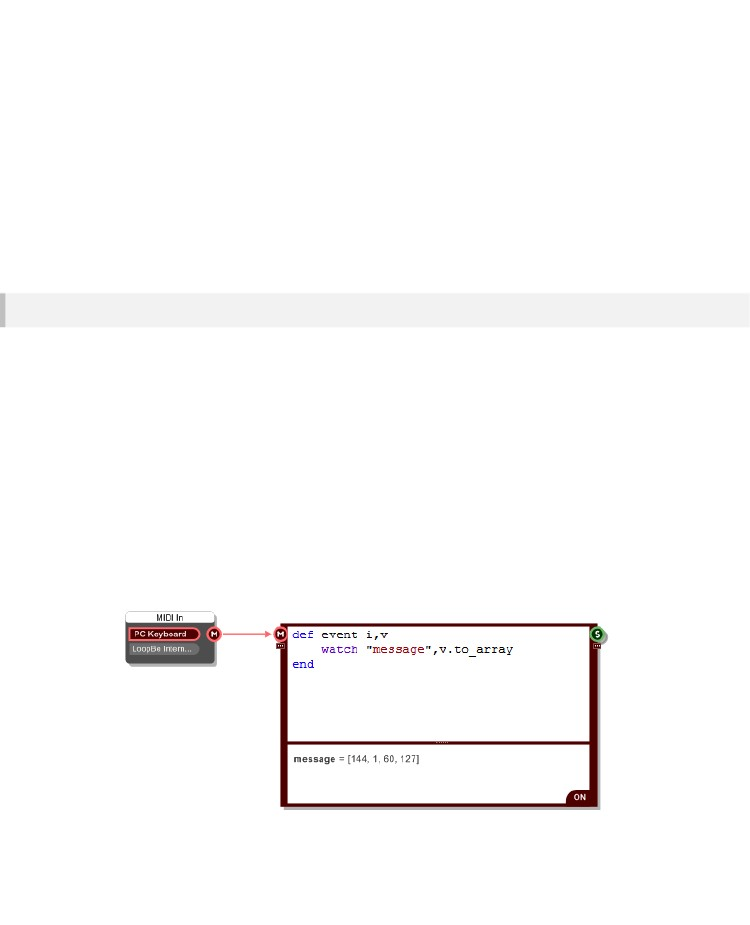 MIDI In
PC Keyboard
M
LoopBe Intern...
M
S
def event i,v
watch "message",v.to_array
end
message = [144, 1, 60, 127]
ON